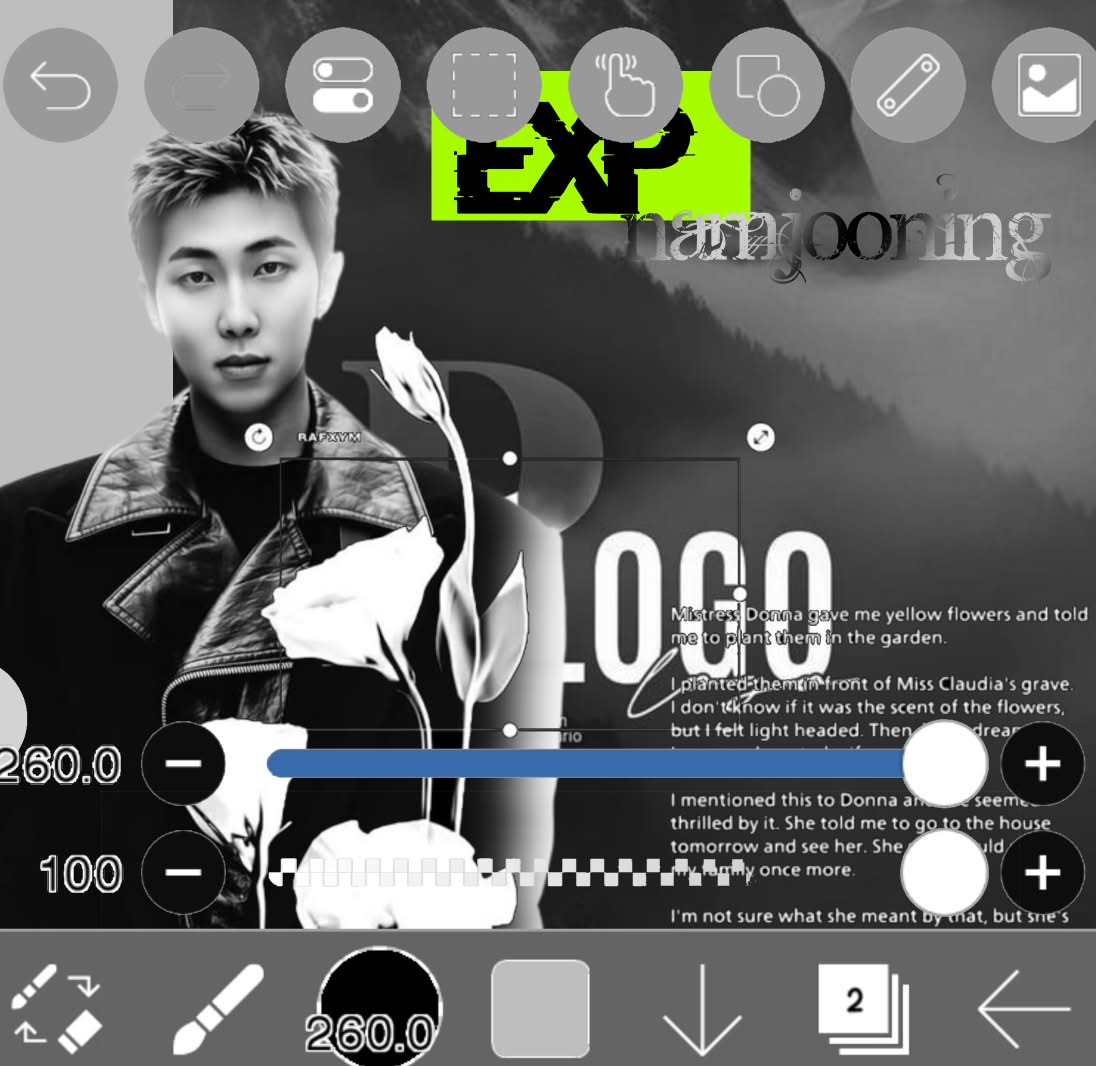 EXP
namjooning
RAFXYM
LOGO
Mistress Donna gave me yellow flowers and told
me to plant them in the garden.
I planted them in front of Miss Claudia's grave.
I don't know if it was the scent of the flowers,
but I felt light headed. Then
260.0
I mentioned this to Donna
thrilled by it. She told me to go to the house
tomorrow and see her. She
100
my family once more.
I'm not sure what she meant by that, but she's
260.0
2